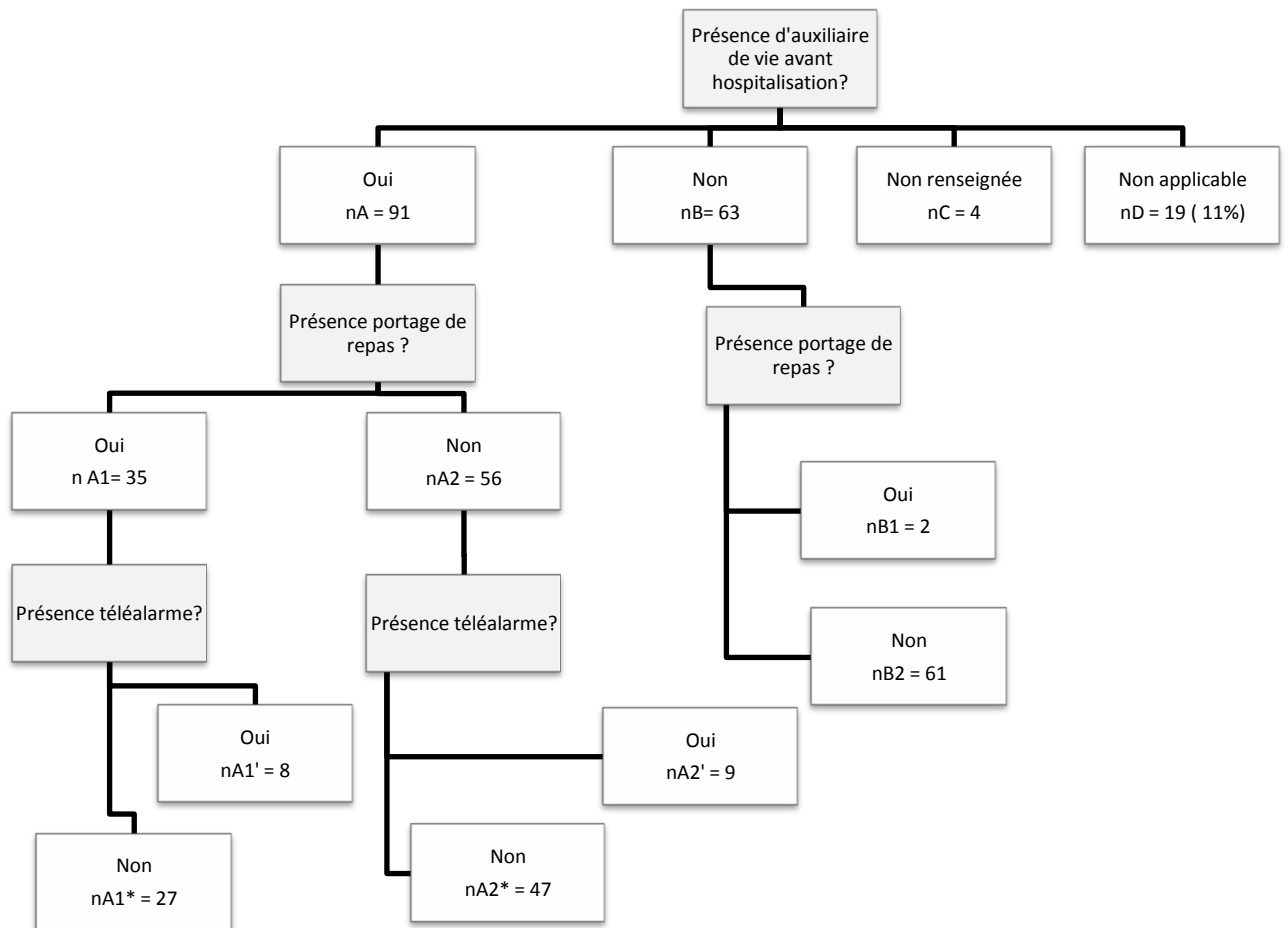 Présence d'auxiliaire
de vie avant
hospitalisation?
Oui
nA = 91
Non
nB= 63
Non renseignée
nC = 4
Non applicable
nD = 19 ( 11%)
Présence portage de
repas ?
Présence portage de
repas ?
Oui
n A1= 35
Non
nA2 = 56
Oui
nB1 = 2
Présence téléalarme?
Présence téléalarme?
Non
nB2 = 61
Oui
nA1' = 8
Oui
nA2' = 9
Non
nA1* = 27
Non
nA2* = 47